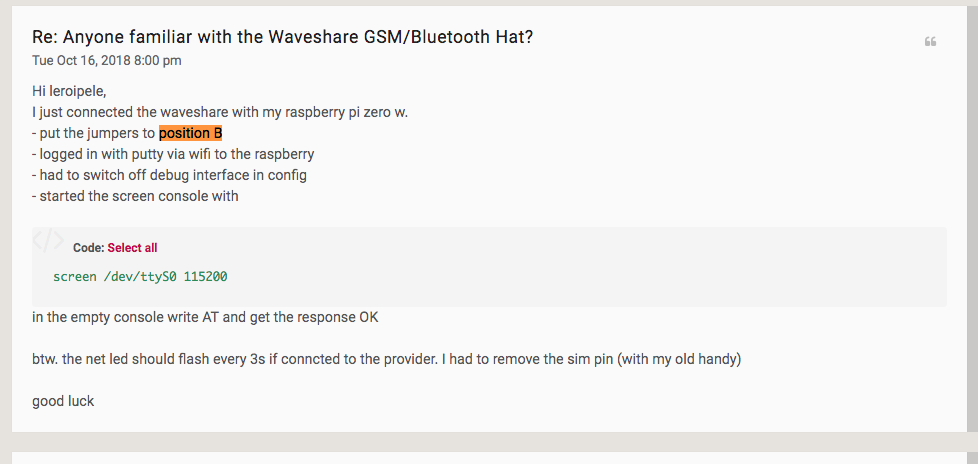 Re: Anyone familiar with the Waveshare GSM/Bluetooth Hat?
Tue Oct 16, 2018 8:00 pm
Hi leroipele,
I just connected the waveshare with my raspberry pi zero w.
- put the jumpers to position B
- logged in with putty via wifi to the raspberry
- had to switch off debug interface in config
- started the screen console with
Code: Select all
screen /dev/ttyS0 115200
in the empty console write AT and get the response OK
btw. the net led should flash every 3s if conncted to the provider. I had to remove the sim pin (with my old handy)
good luck